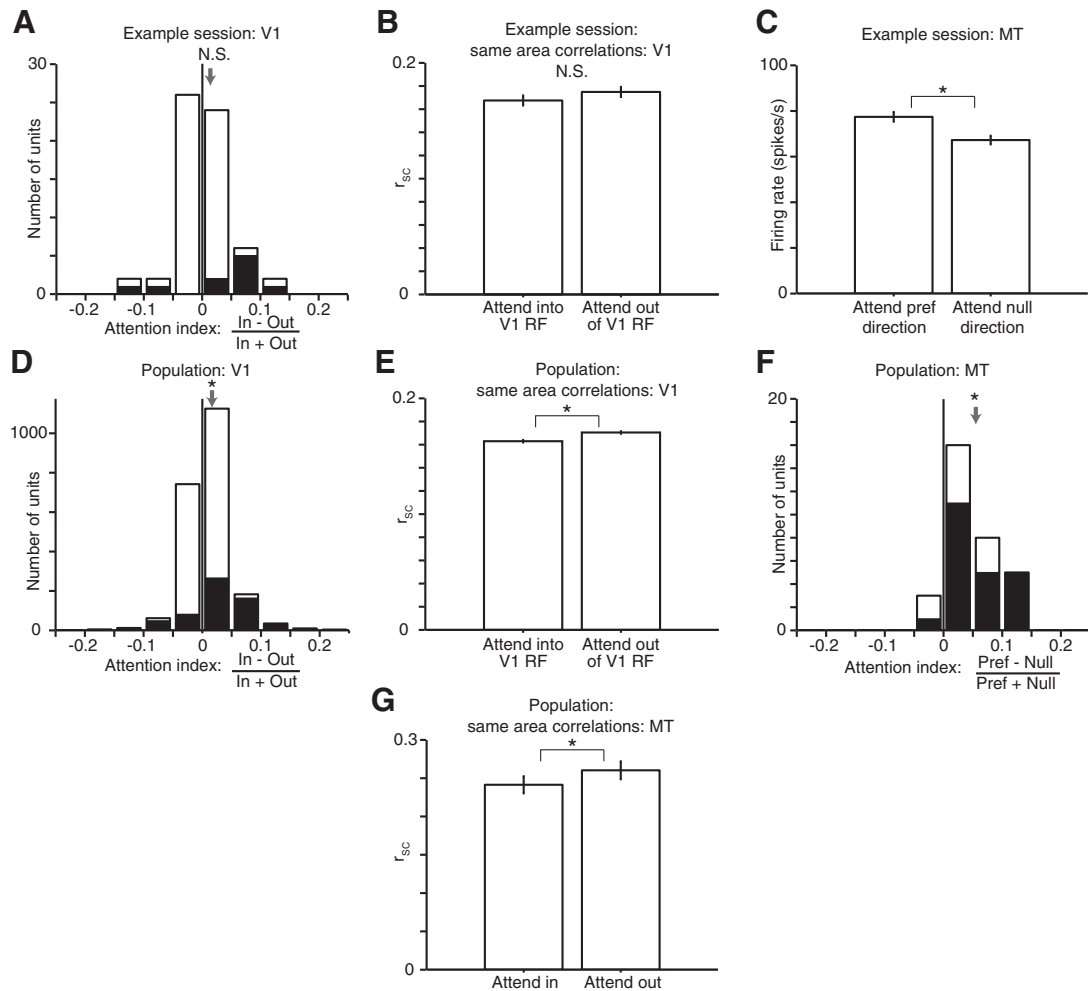 A
Example session: V1
N.S.
30
Number of units
0
-0.2
-0.1
0
0.1
0.2
Attention index:
In - Out
In + Out
B
Example session:
same area correlations: V1
N.S.
0.2
rsc
0
Attend into
V1 RF
Attend out
of V1 RF
C
Example session: MT
100
*
Firing rate (spikes/s)
0
Attend pref
direction
Attend null
direction
D
Population: V1
*
1000
Number of units
0
-0.2
-0.1
0
0.1
0.2
Attention index:
In - Out
In + Out
E
Population:
same area correlations: V1
0.2
*
rsc
0
Attend into
V1 RF
Attend out
of V1 RF
F
Population: MT
20
*
Number of units
0
-0.2
-0.1
0
0.1
0.2
Attention index:
Pref - Null
Pref + Null
G
Population:
same area correlations: MT
0.3
*
rsc
0
Attend in
Attend out